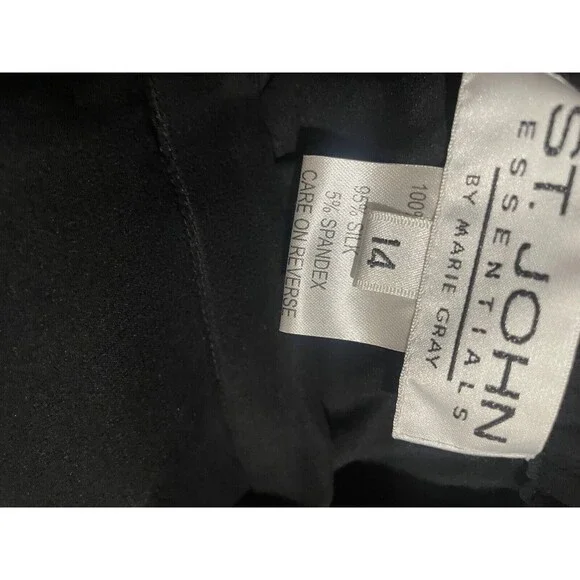 ST. JOHN
ESSENTIALS
BY MARIE GRAY
14
100%
95% SILK
5% SPANDEX
CARE ON REVERSE